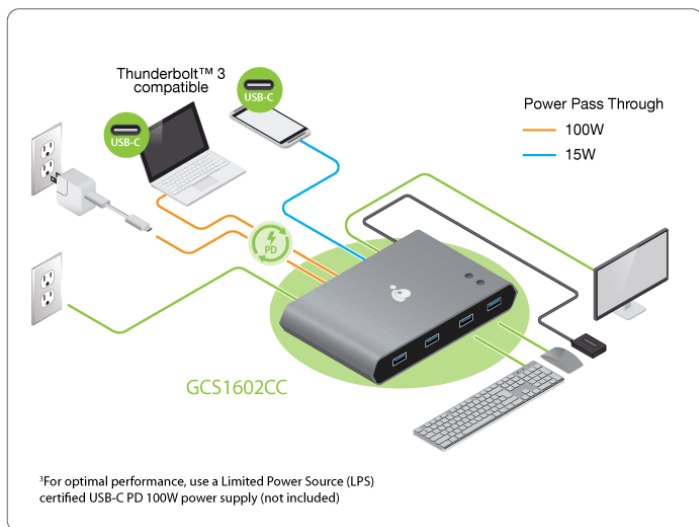 Thunderbolt™ 3
compatible
USB-C
USB-C
Power Pass Through
100W
15W
PD
GCS1602CC
³For optimal performance, use a Limited Power Source (LPS)
certified USB-C PD 100W power supply (not included)